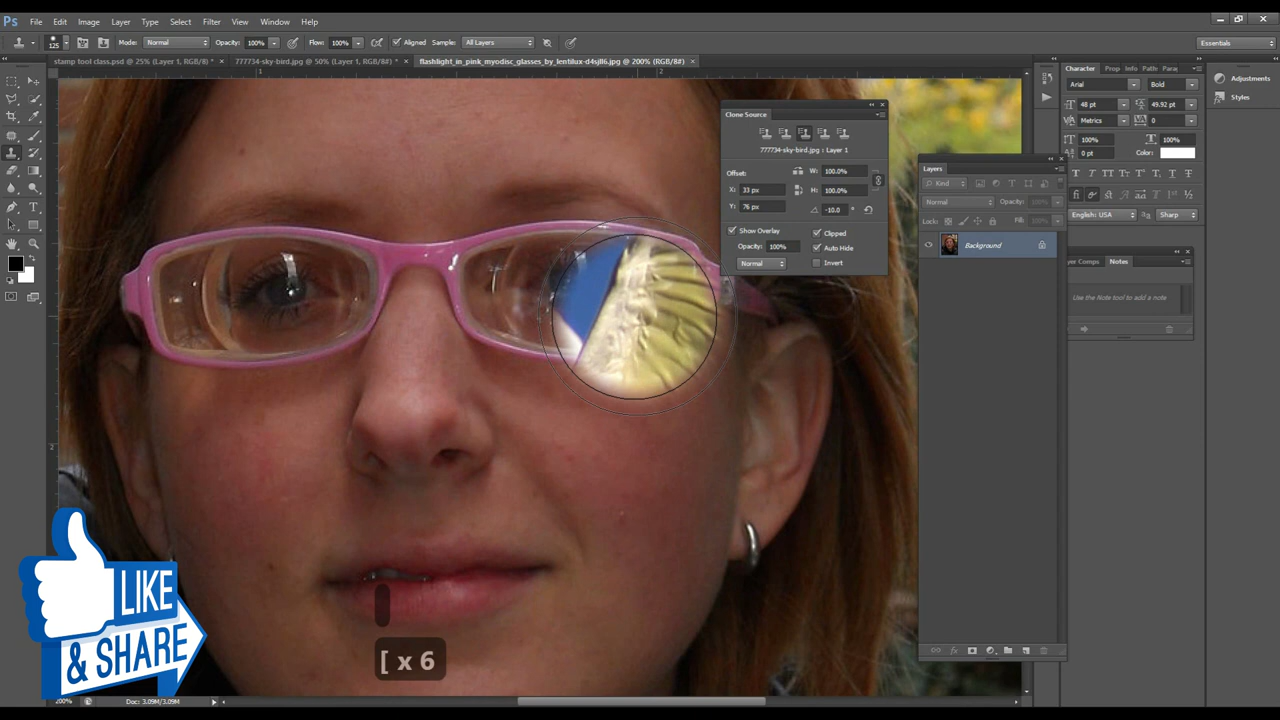 Ps File Edit Image Layer Type Select Filter View Window Help
125 Mode: Normal Opacity: 100% Flow: 100% Aligned Sample: All Layers Essentials
stamp tool class.psd @ 25% (Layer 1, RGB/8) * × 777734-sky-bird.jpg @ 50% (Layer 1, RGB/8#) * × flashlight_in_pink_myodisc_glasses_by_lentilux-d4sjll6.jpg @ 200% (RGB/8#) ×
1 2
2
Clone Source
777734-sky-bird.jpg : Layer 1
Offset: W: 100.0%
X: 33 px H: 100.0%
Y: 76 px -10.0 °
Show Overlay Clipped
Opacity: 100% Auto Hide
Normal Invert
Character Prop Info Path Para
Arial Bold
48 pt 49.92 pt
Metrics 0
100% 100%
0 pt Color:
English: USA Sharp
Adjustments
Styles
Layers
Kind
Normal Opacity:
Lock: Fill:
Background
er Comps Notes
Use the Note tool to add a note
LIKE
& SHARE
[ x 6
200% Doc: 3.09M/3.09M